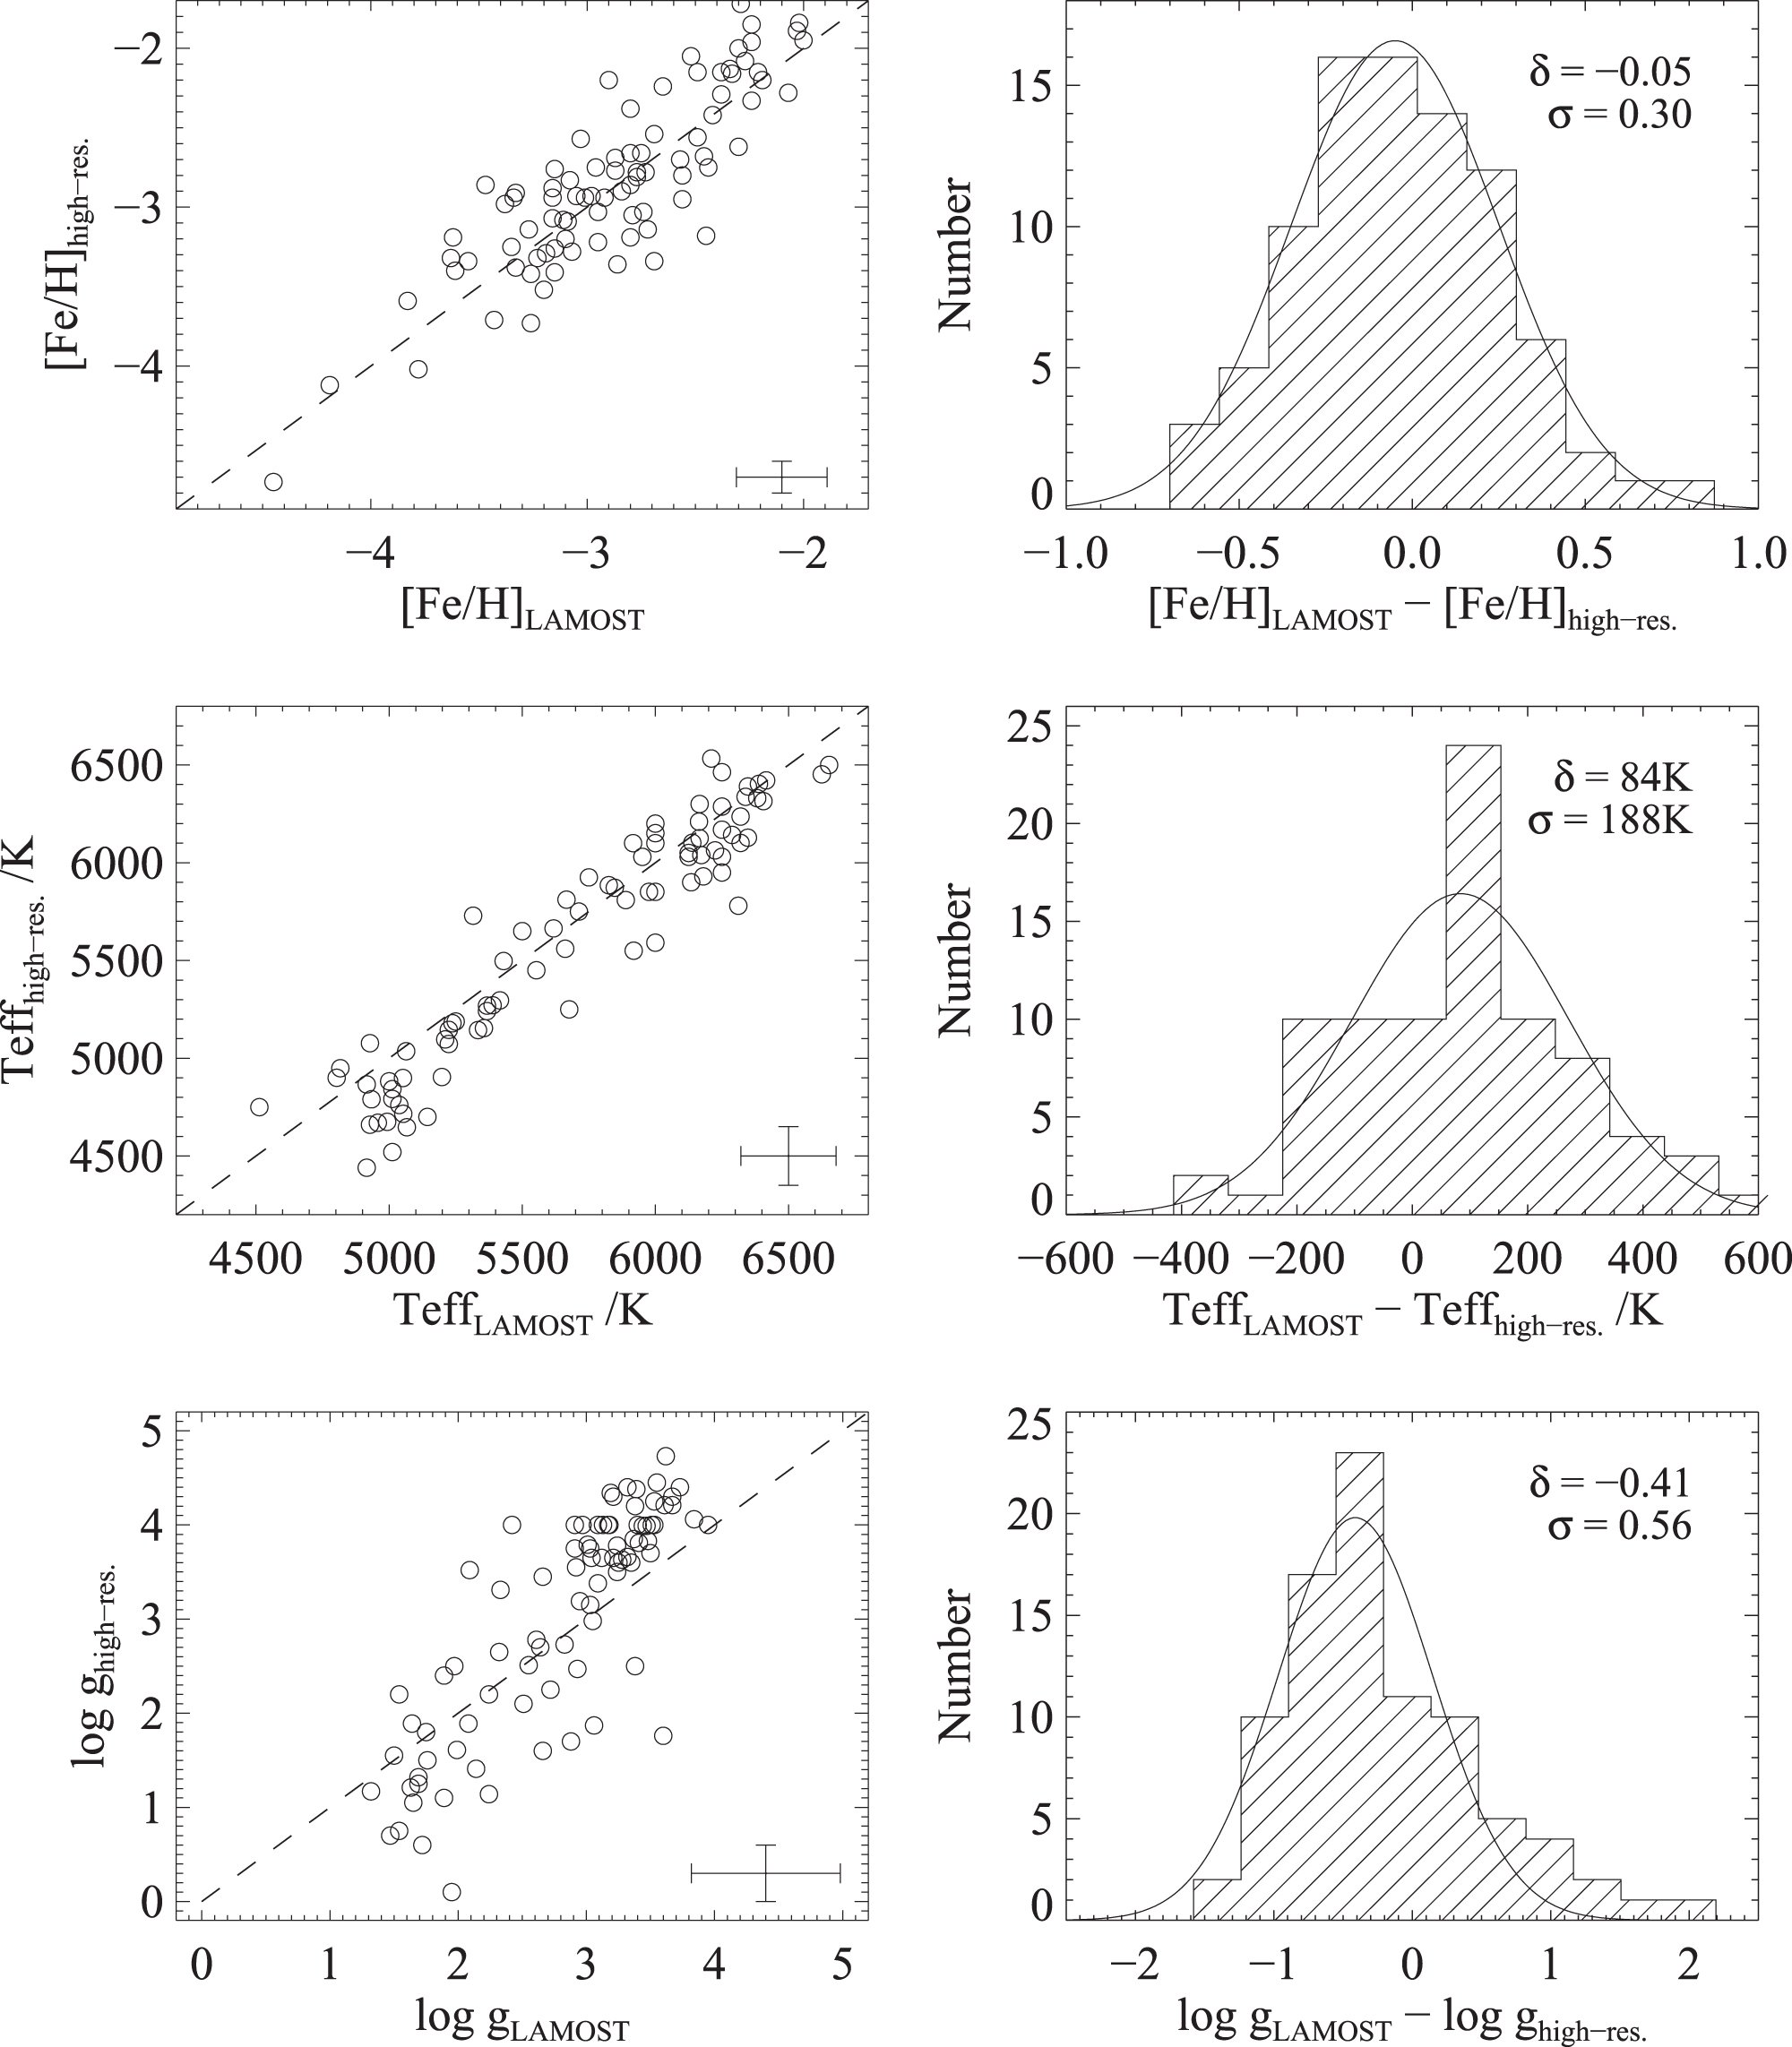 −2
−3
−4
[Fe/H]high−res.
−4 −3 −2
[Fe/H]LAMOST
15
10
5
0
Number
δ = −0.05
σ = 0.30
−1.0 −0.5 0.0 0.5 1.0
[Fe/H]LAMOST − [Fe/H]high−res.
6500
6000
5500
5000
4500
Teffhigh−res. /K
4500 5000 5500 6000 6500
TeffLAMOST /K
25
20
15
10
5
0
Number
δ = 84K
σ = 188K
−600 −400 −200 0 200 400 600
TeffLAMOST − Teffhigh−res. /K
5
4
3
2
1
0
log ghigh−res.
0 1 2 3 4 5
log gLAMOST
25
20
15
10
5
0
Number
δ = −0.41
σ = 0.56
−2 −1 0 1 2
log gLAMOST − log ghigh−res.